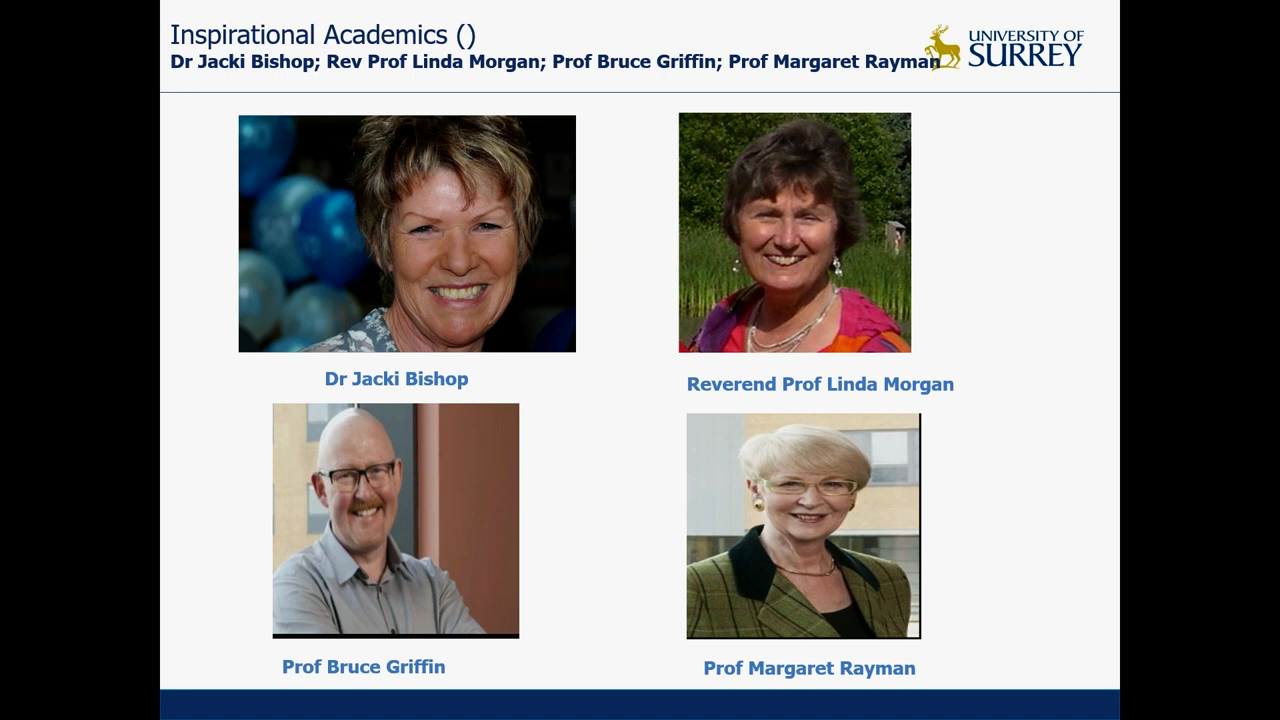 Inspirational Academics ()
Dr Jacki Bishop; Rev Prof Linda Morgan; Prof Bruce Griffin; Prof Margaret Rayman
UNIVERSITY OF
SURREY
Dr Jacki Bishop
Reverend Prof Linda Morgan
Prof Bruce Griffin
Prof Margaret Rayman